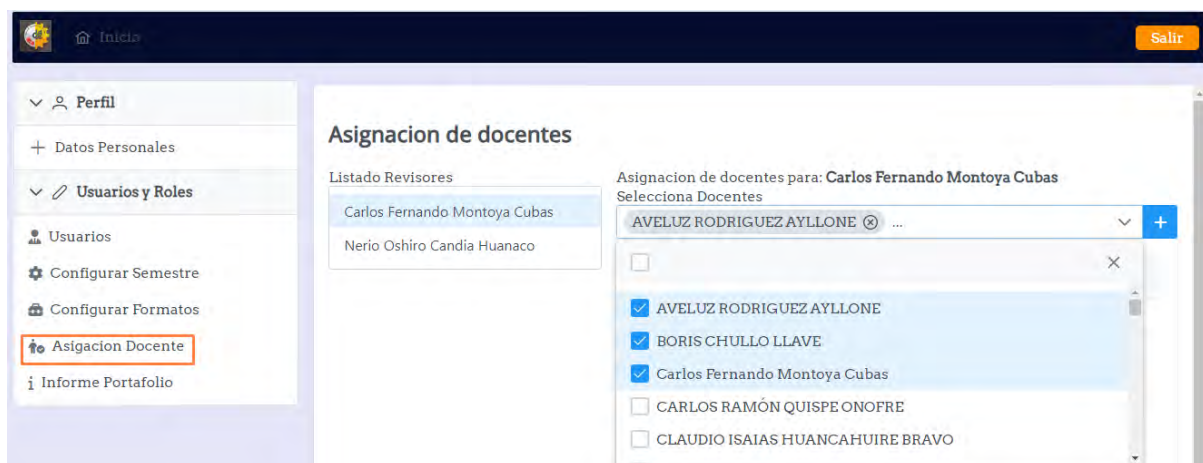 Inicio
Salir
Perfil
Datos Personales
Usuarios y Roles
Usuarios
Configurar Semestre
Configurar Formatos
Asigacion Docente
Informe Portafolio
Asignacion de docentes
Listado Revisores
Carlos Fernando Montoya Cubas
Nerio Oshiro Candia Huanaco
Asignacion de docentes para: Carlos Fernando Montoya Cubas
Selecciona Docentes
AVELUZ RODRIGUEZ AYLLONE ...
AVELUZ RODRIGUEZ AYLLONE
BORIS CHULLO LLAVE
Carlos Fernando Montoya Cubas
CARLOS RAMÓN QUISPE ONOFRE
CLAUDIO ISAIAS HUANCAHUIRE BRAVO